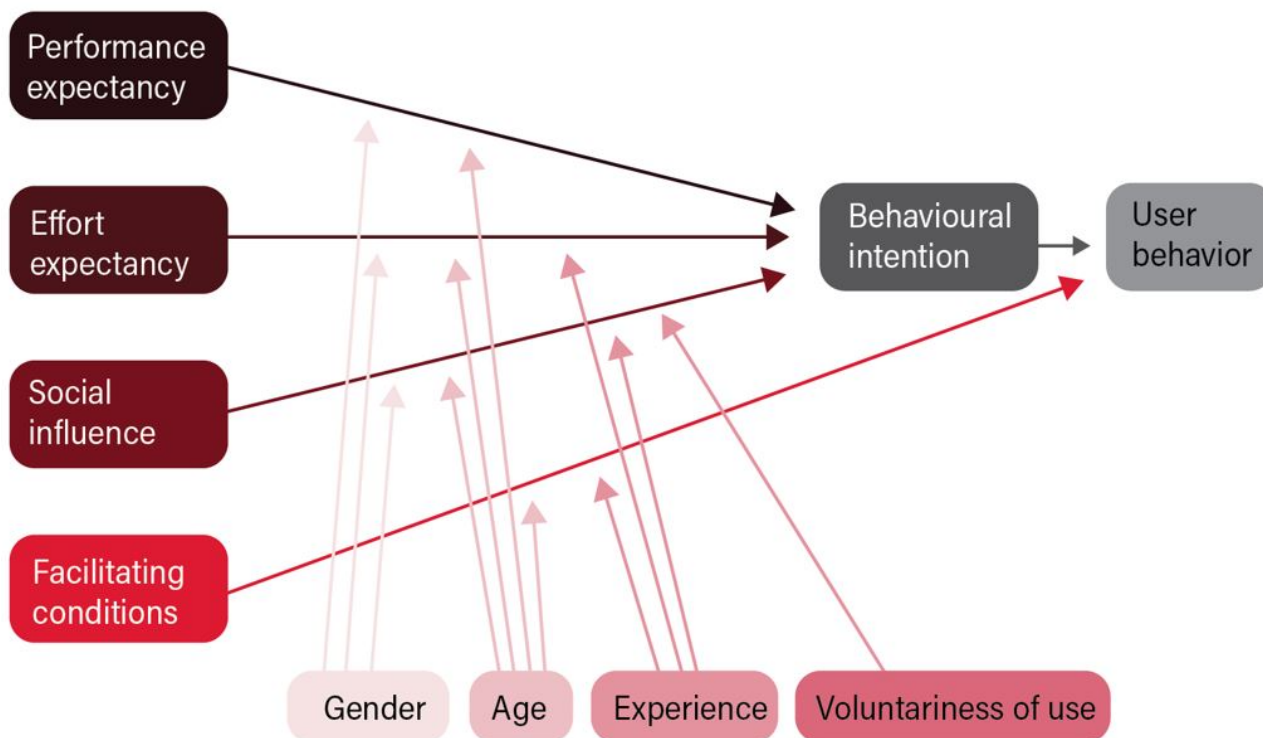 Performance
expectancy
Effort
expectancy
Behavioural
intention
User
behavior
Social
influence
Facilitating
conditions
Gender
Age
Experience
Voluntariness of use